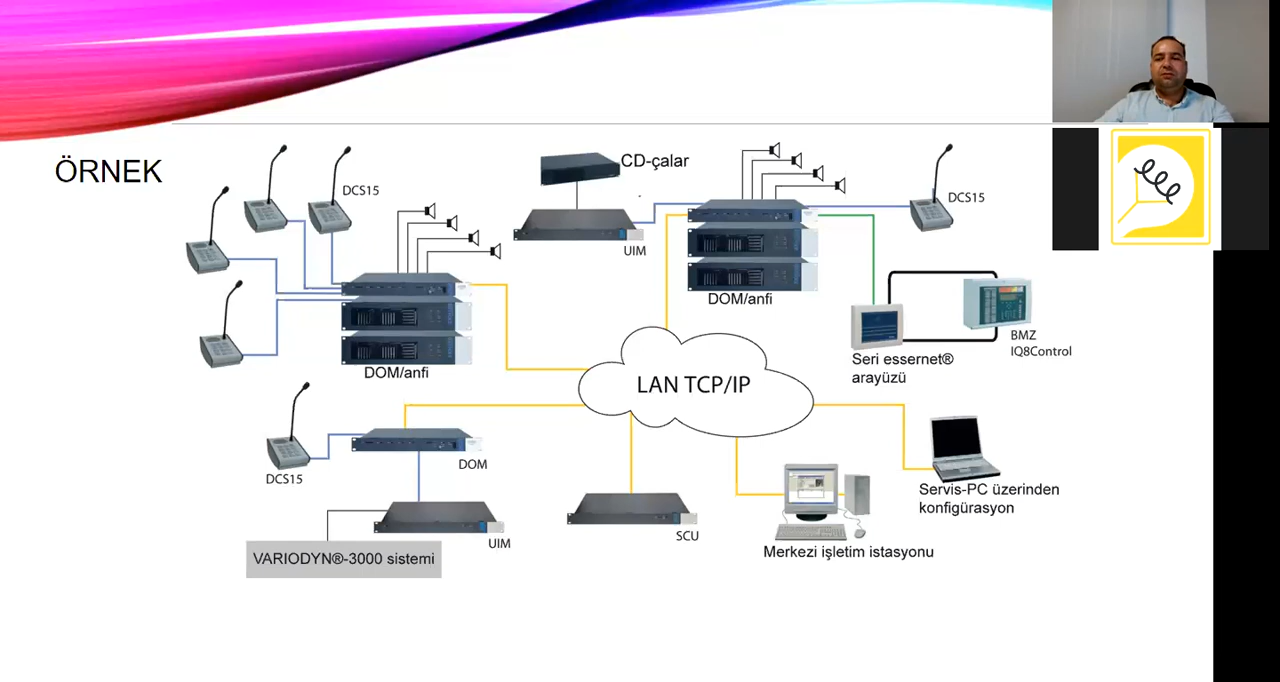 ÖRNEK
DCS15
CD-çalar
UIM
DCS15
DOM/anfi
DOM/anfi
BMZ
IQ8Control
Seri essernet®
arayüzü
LAN TCP/IP
DCS15
DOM
UIM
VARIODYN®-3000 sistemi
SCU
Merkezi işletim istasyonu
Servis-PC üzerinden
konfigürasyon